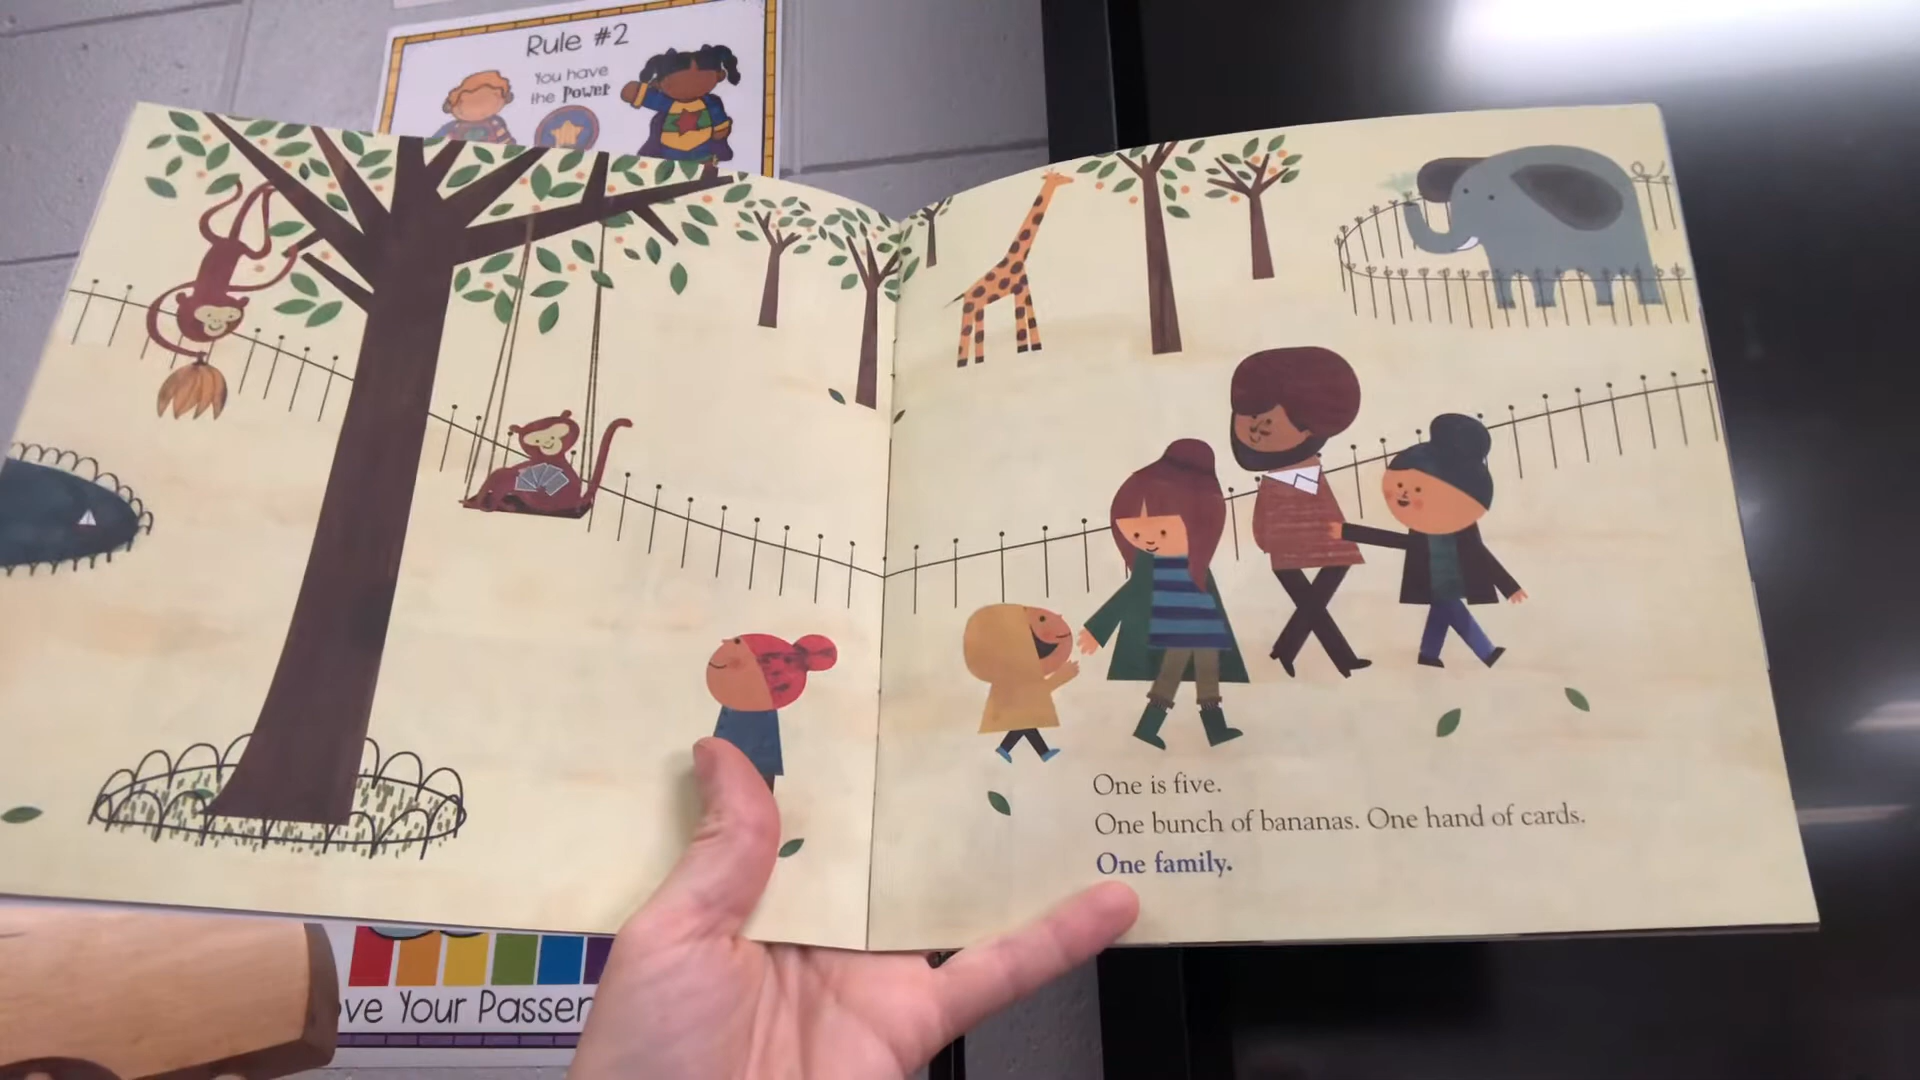 Rule #2
You have
the Power
One is five.
One bunch of bananas. One hand of cards.
One family.
Your Passen